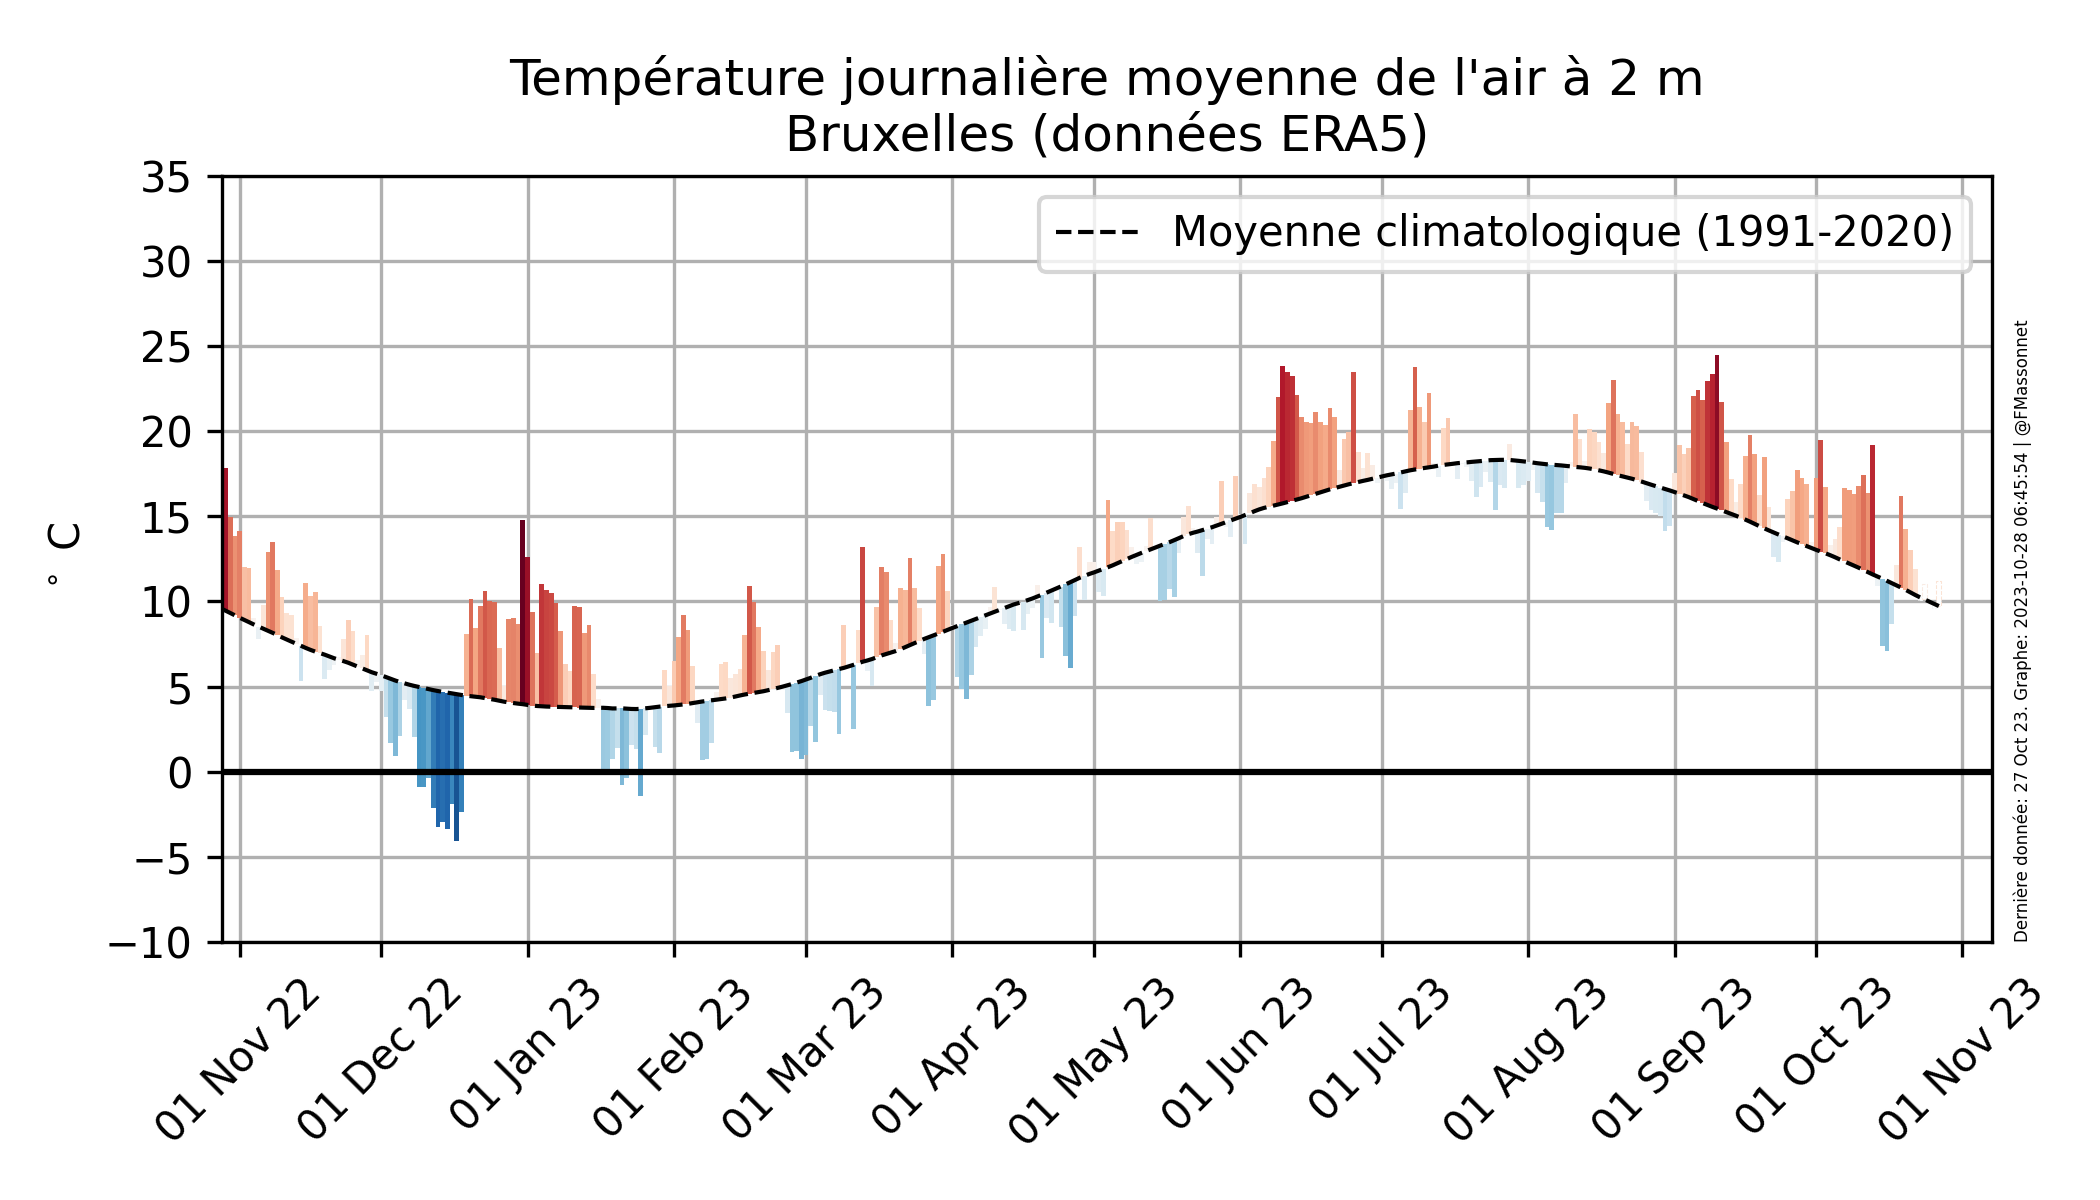 Température journalière moyenne de l'air à 2 m
Bruxelles (données ERA5)
35
30
25
20
15
10
5
0
−5
−10
° C
Moyenne climatologique (1991-2020)
01 Nov 22
01 Dec 22
01 Jan 23
01 Feb 23
01 Mar 23
01 Apr 23
01 May 23
01 Jun 23
01 Jul 23
01 Aug 23
01 Sep 23
01 Oct 23
01 Nov 23
Dernière donnée: 27 Oct 23. Graphe: 2023-10-28 06:45:54 | @FMassonnet